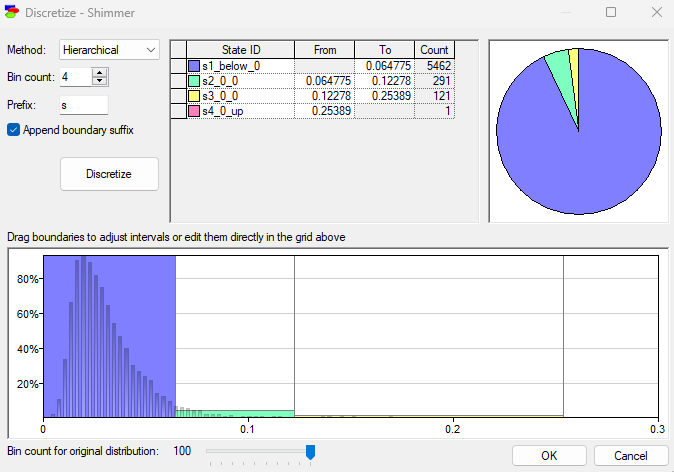 Discretize - Shimmer
Method: Hierarchical
Bin count: 4
Prefix: s
Append boundary suffix
Discretize
State ID From To Count
s1_below_0 0.064775 5462
s2_0_0 0.064775 0.12278 291
s3_0_0 0.12278 0.25389 121
s4_0_up 0.25389 1
Drag boundaries to adjust intervals or edit them directly in the grid above
80%
60%
40%
20%
0 0.1 0.2 0.3
Bin count for original distribution: 100
OK Cancel